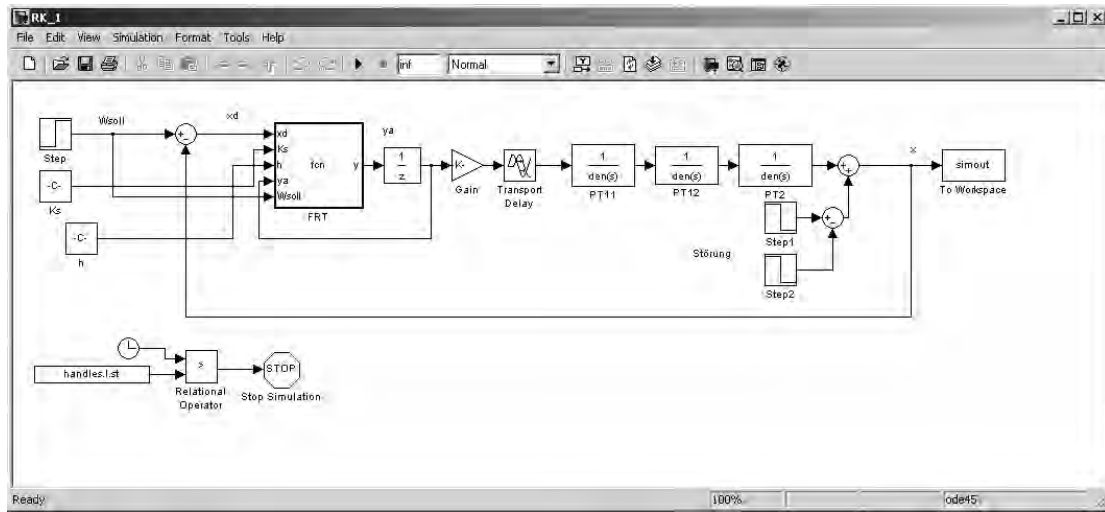 RK_1
File Edit View Simulation Format Tools Help
inf Normal
Wsoll xd ya x
Step
xd
Ks
h
ya
Wsoll
fcn
y
FRT
1
z
K-
Gain
Transport
Delay
1
den(s)
PT11
1
den(s)
PT12
1
den(s)
PT2
simout
To Workspace
-C-
Ks
-C-
h
Step1
Störung
Step2
handles.l.st
>
Relational
Operator
STOP
Stop Simulation
Ready 100% ode45